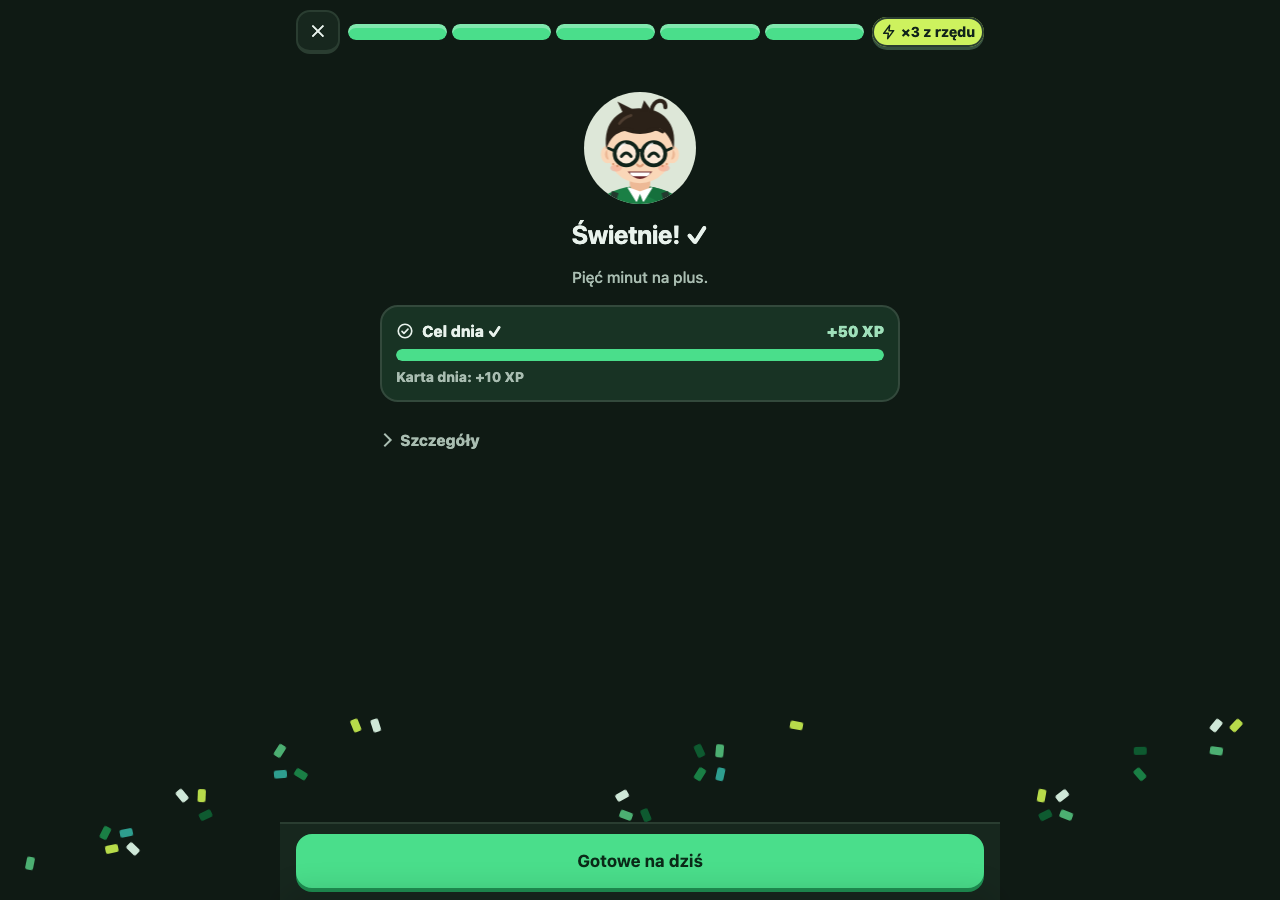 ×3 z rzędu
Świetnie! ✓
Pięć minut na plus.
Cel dnia ✓ +50 XP
Karta dnia: +10 XP
Szczegóły
Gotowe na dziś